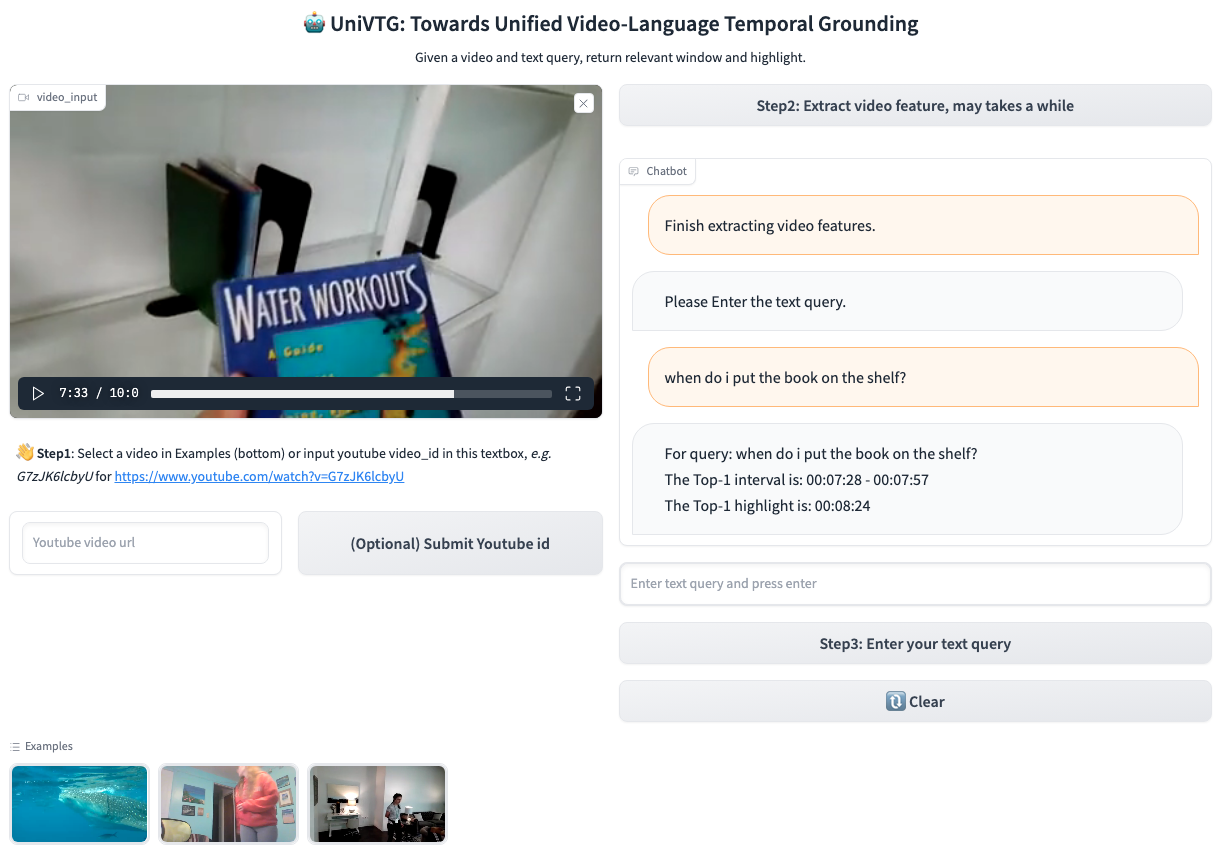 UniVTG: Towards Unified Video-Language Temporal Grounding
Given a video and text query, return relevant window and highlight.
video_input
WATER WORKOUTS
A Guide
7:33 / 10:0
Step1: Select a video in Examples (bottom) or input youtube video_id in this textbox, e.g.
G7zJK6lcbyU for https://www.youtube.com/watch?v=G7zJK6lcbyU
Youtube video url
(Optional) Submit Youtube id
Step2: Extract video feature, may takes a while
Chatbot
Finish extracting video features.
Please Enter the text query.
when do i put the book on the shelf?
For query: when do i put the book on the shelf?
The Top-1 interval is: 00:07:28 - 00:07:57
The Top-1 highlight is: 00:08:24
Enter text query and press enter
Step3: Enter your text query
Clear
Examples